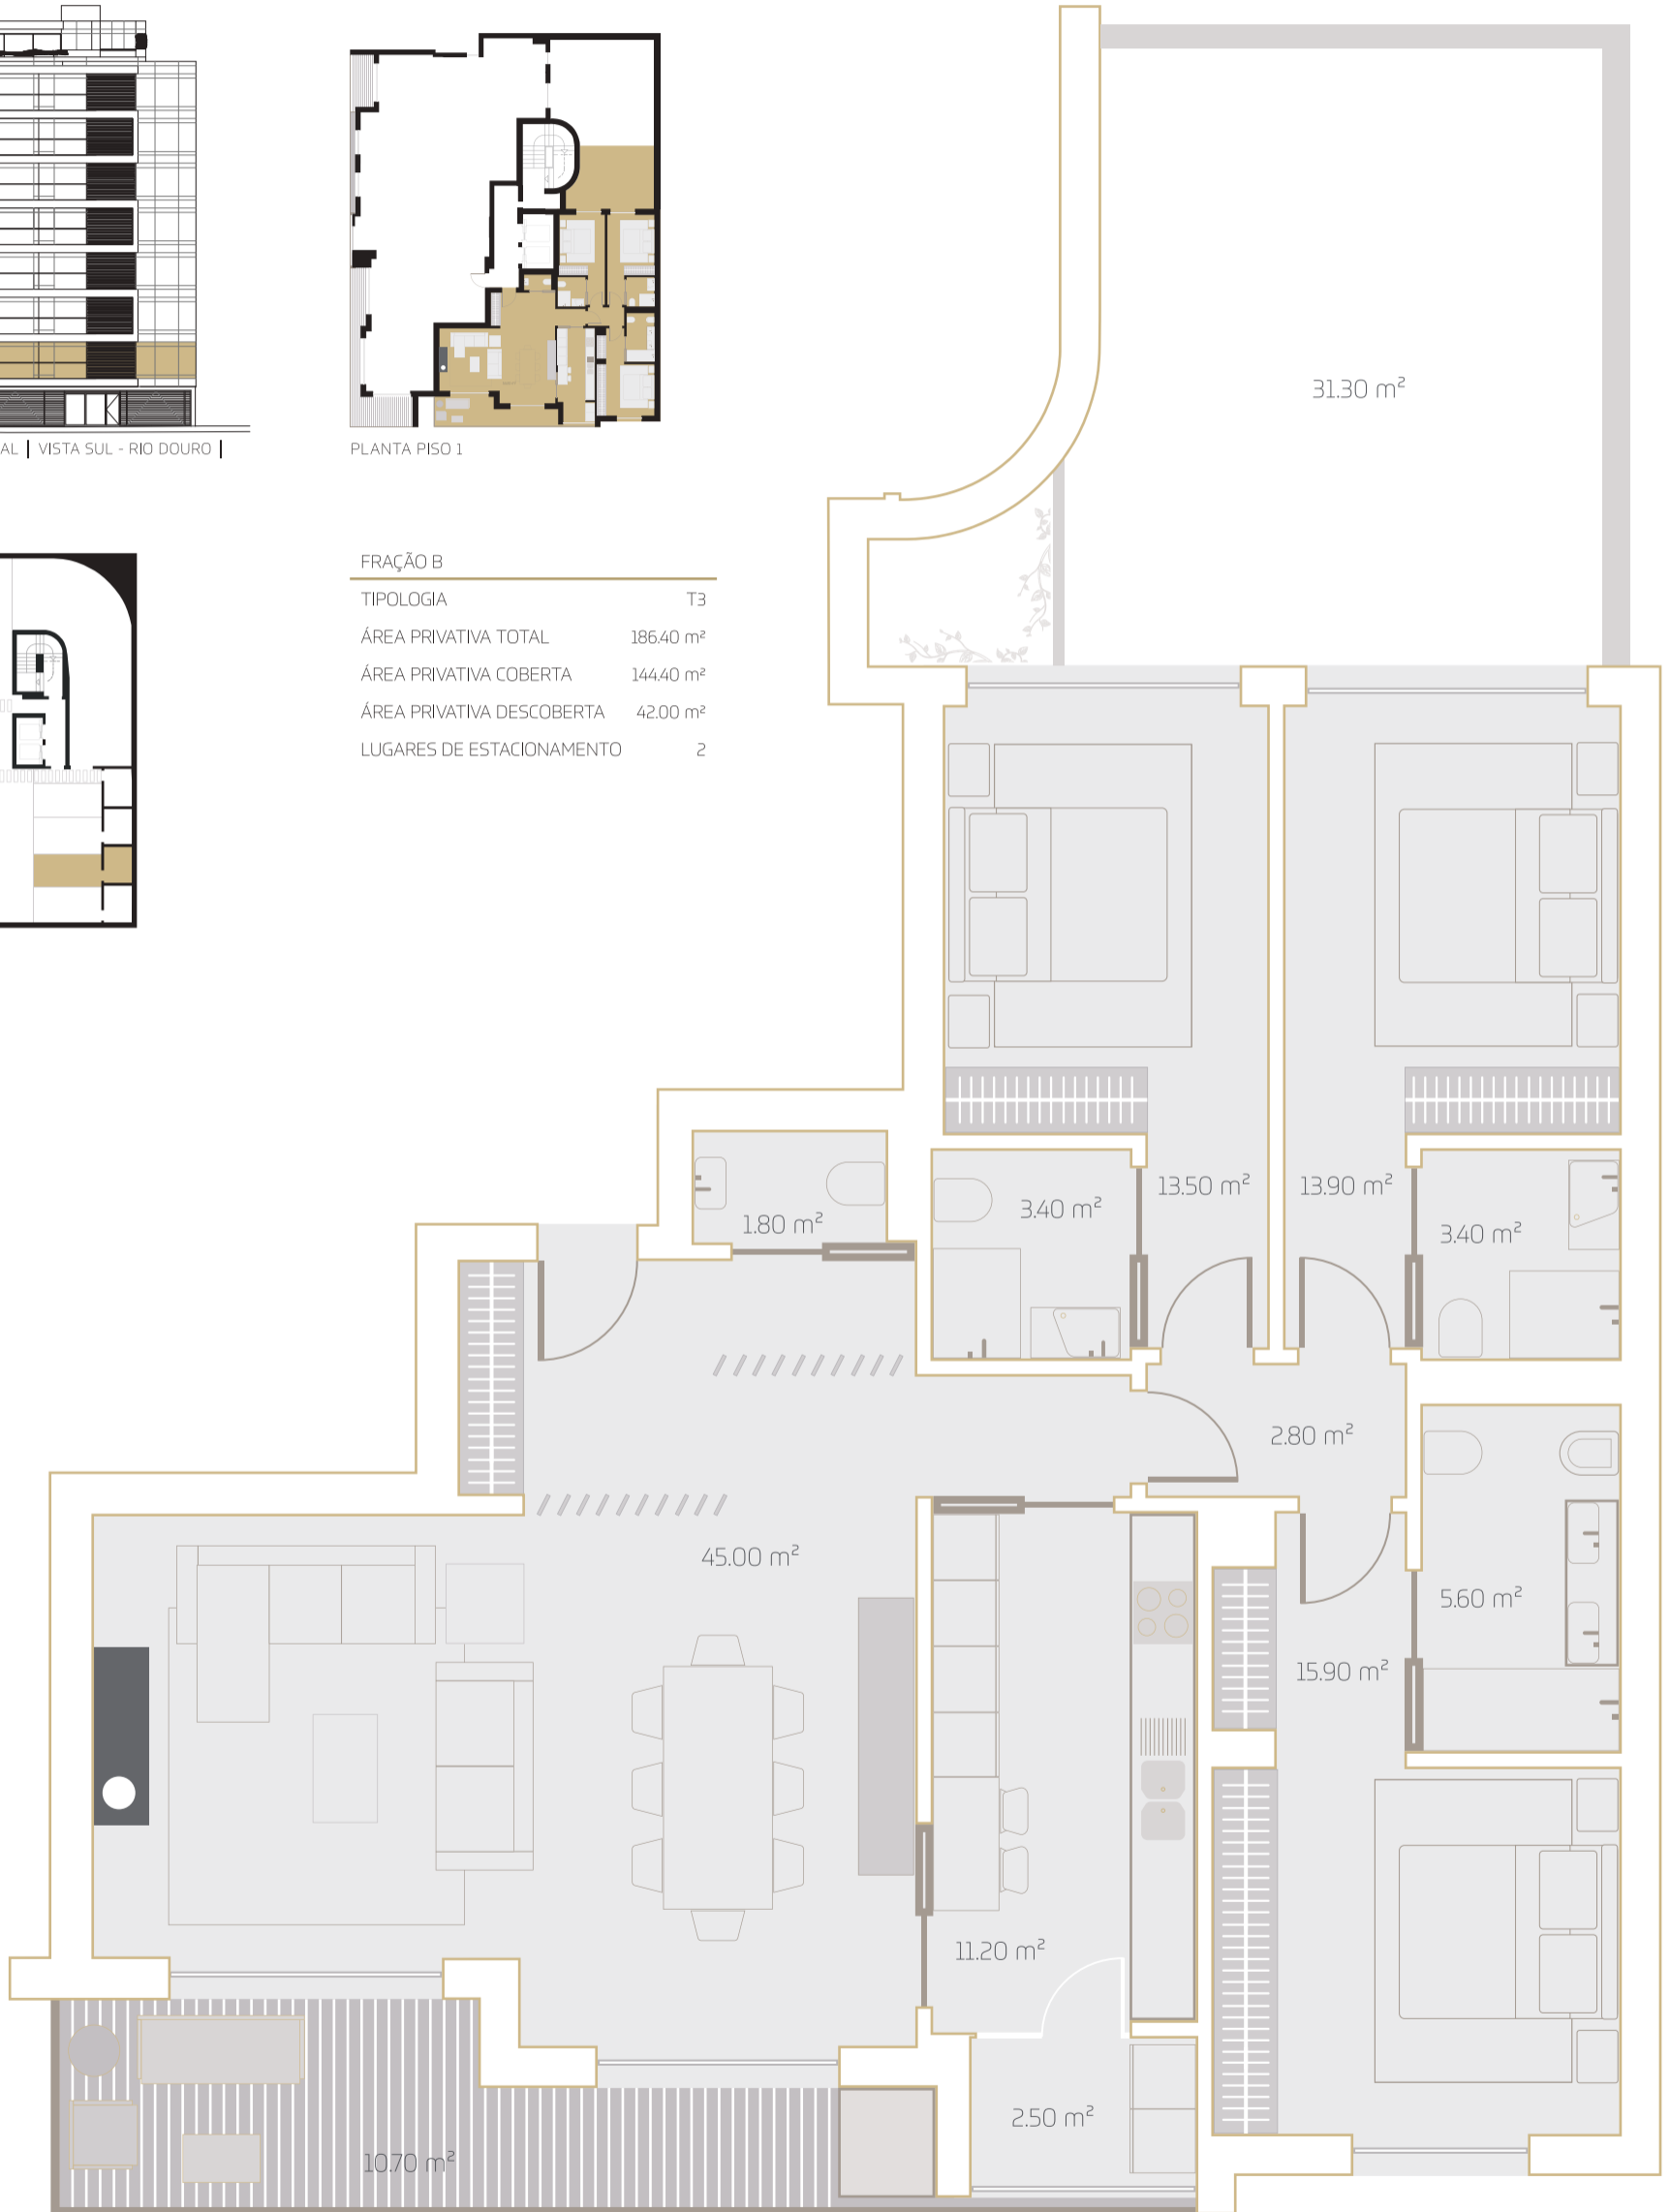 AL | VISTA SUL - RIO DOURO |
PLANTA PISO 1
FRAÇÃO B
TIPOLOGIA T3
ÁREA PRIVATIVA TOTAL 186.40 m²
ÁREA PRIVATIVA COBERTA 144.40 m²
ÁREA PRIVATIVA DESCOBERTA 42.00 m²
LUGARES DE ESTACIONAMENTO 2
31.30 m²
13.50 m²
13.90 m²
3.40 m²
1.80 m²
3.40 m²
2.80 m²
45.00 m²
5.60 m²
15.90 m²
11.20 m²
2.50 m²
10.70 m²